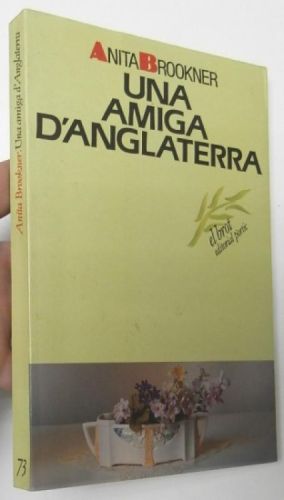 ANITA BROOKNER
UNA
AMIGA
D'ANGLATERRA
el brot
editorial pòrtic
Anita Brookner: Una amiga d'Anglaterra
73